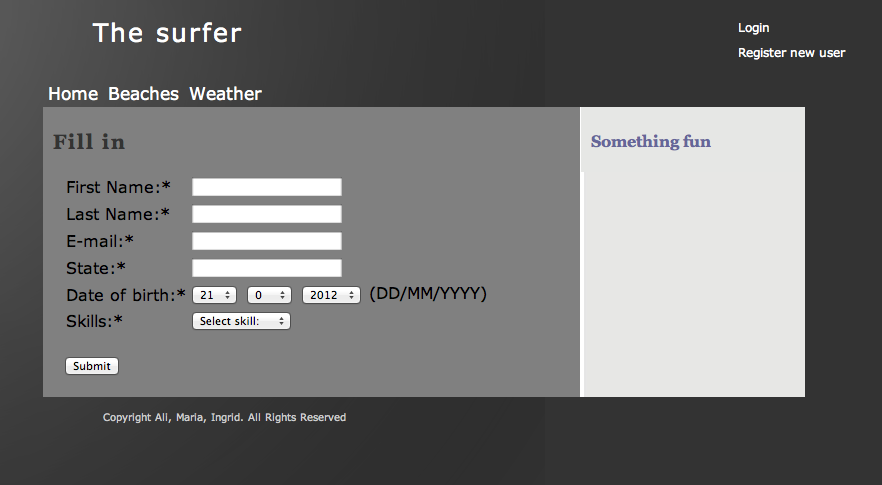 The surfer
Login
Register new user
Home Beaches Weather
Fill in
Something fun
First Name:*
Last Name:*
E-mail:*
State:*
Date of birth:* 21 0 2012 (DD/MM/YYYY)
Skills:* Select skill:
Submit
Copyright Ali, Maria, Ingrid. All Rights Reserved